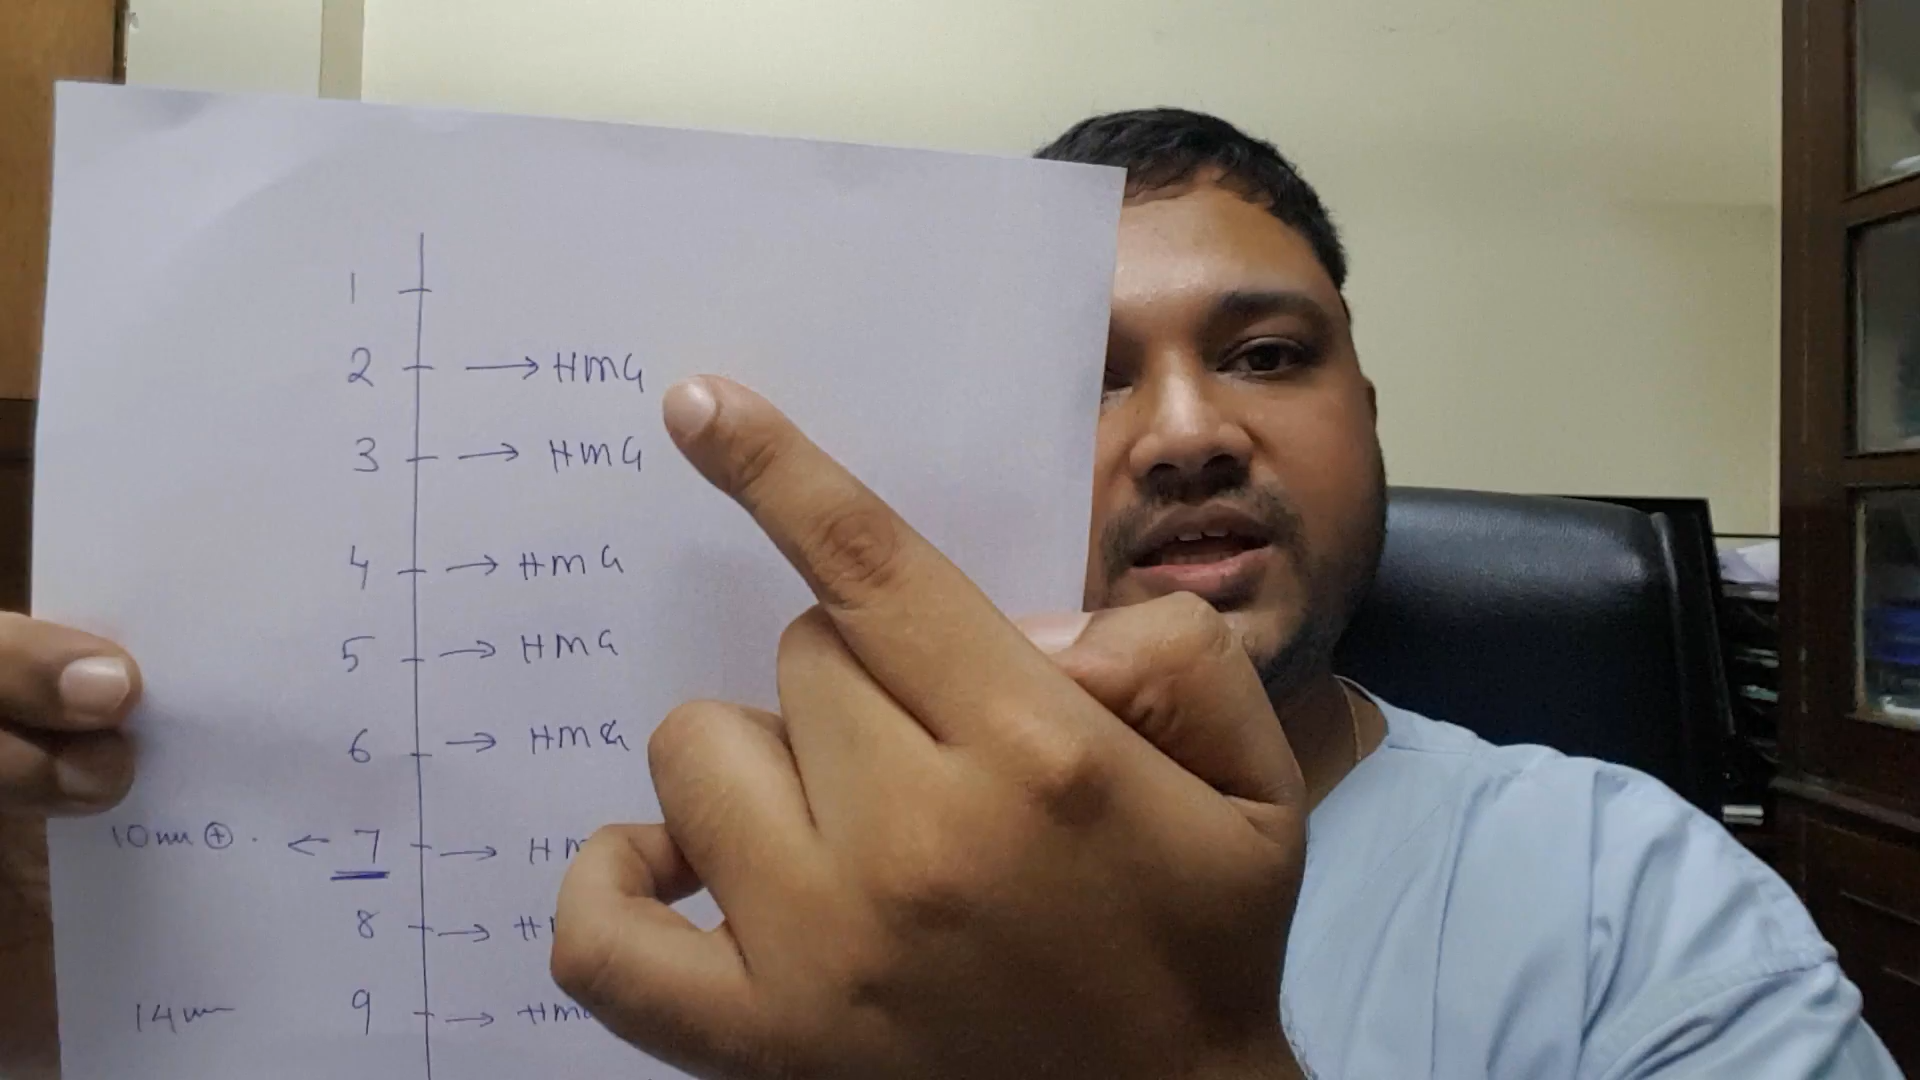 1
2 → HMG
3 → HMG
4 → HMG
5 → HMG
6 → HMG
10mm ⊕ . ← 7 →
8 →
14mm 9 →